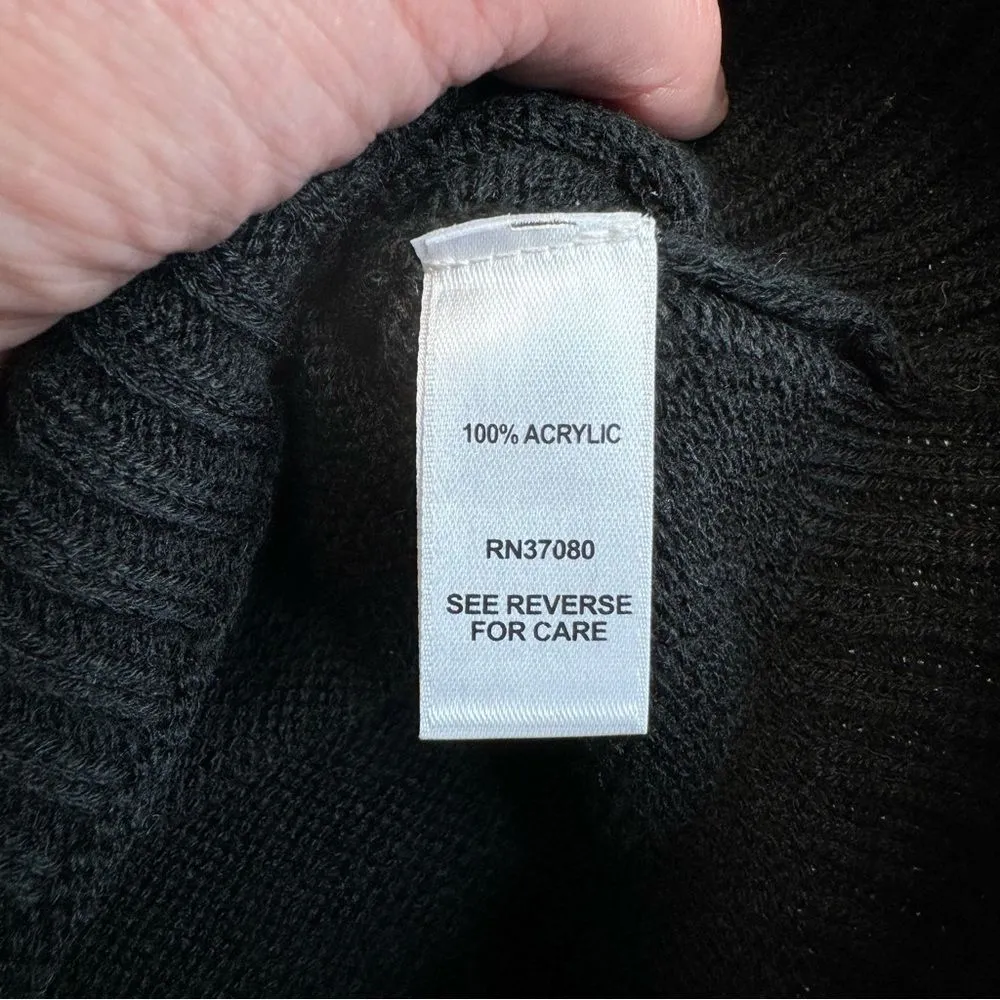 100% ACRYLIC
RN37080
SEE REVERSE
FOR CARE